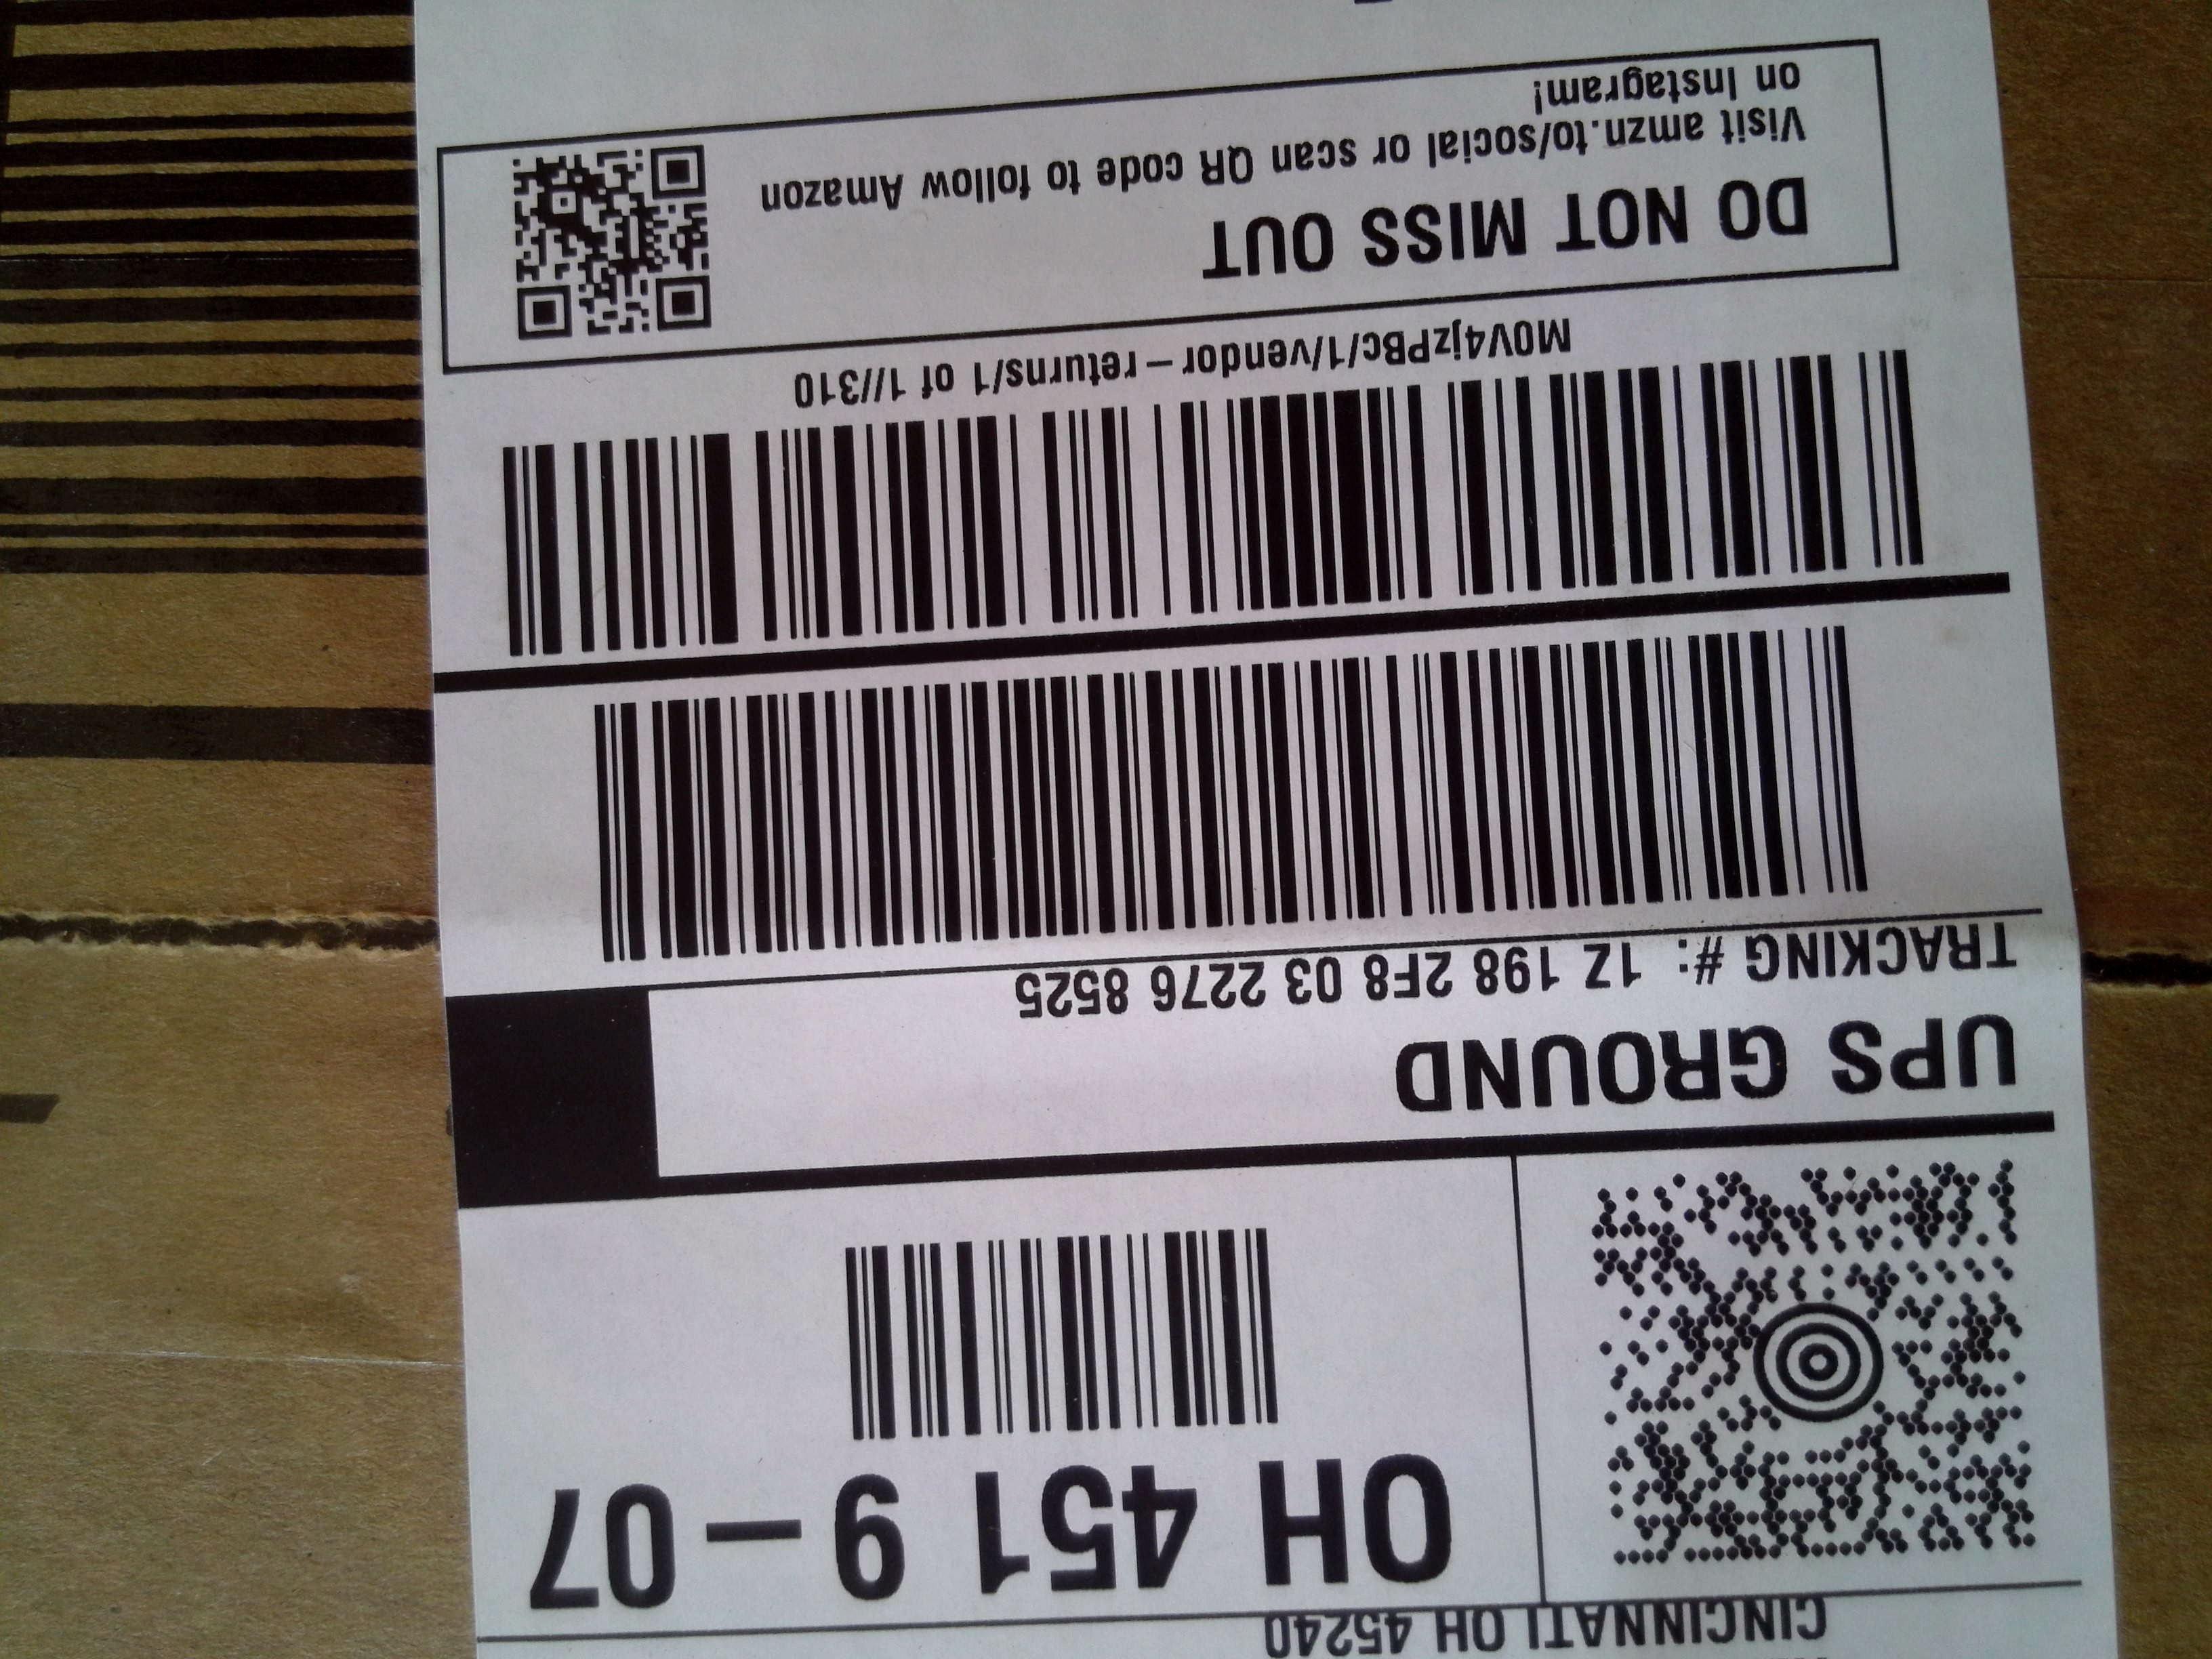 CINCINNATI OH 45240
OH 451 9-07
UPS GROUND
TRACKING #: 1Z 198 2F8 03 2276 8525
M0V4jzPBc/1/vendor-returns/1 of 1//310
DO NOT MISS OUT
Visit amzn.to/social or scan QR code to follow Amazon
on Instagram!